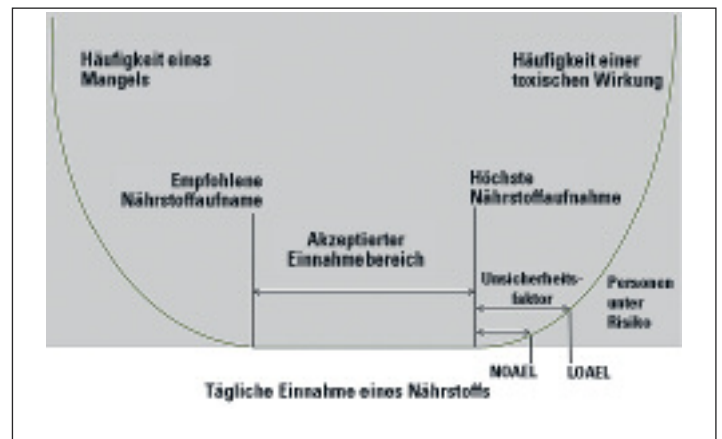 Häufigkeit eines
Mangels
Häufigkeit einer
toxischen Wirkung
Empfohlene
Nährstoffaufname
Höchste
Nährstoffaufnahme
Akzeptierter
Einnahmebereich
Unsicherheits-
faktor
Personen
unter
Risiko
NOAEL
LOAEL
Tägliche Einnahme eines Nährstoffs